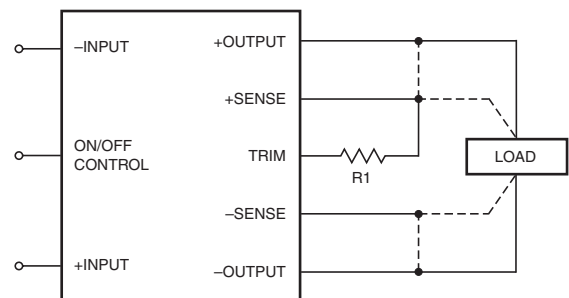 –INPUT
ON/OFF
CONTROL
+INPUT
+OUTPUT
+SENSE
TRIM
–SENSE
–OUTPUT
R1
LOAD